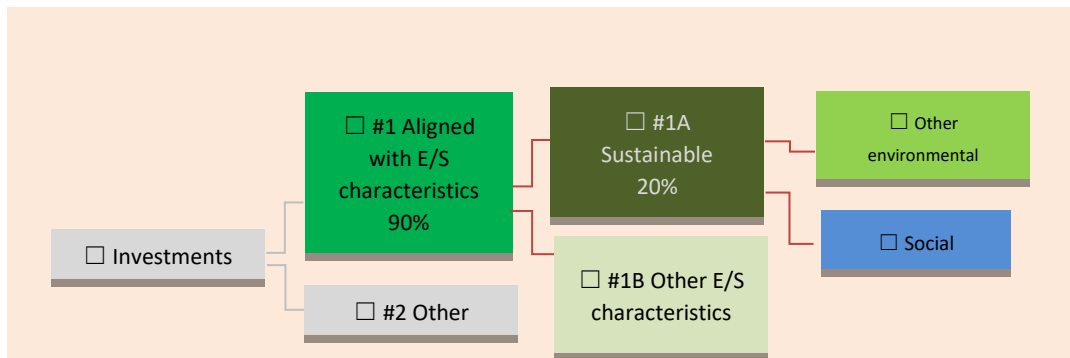 ☐ Investments
☐ #1 Aligned
with E/S
characteristics
90%
☐ #2 Other
☐ #1A
Sustainable
20%
☐ #1B Other E/S
characteristics
☐ Other
environmental
☐ Social